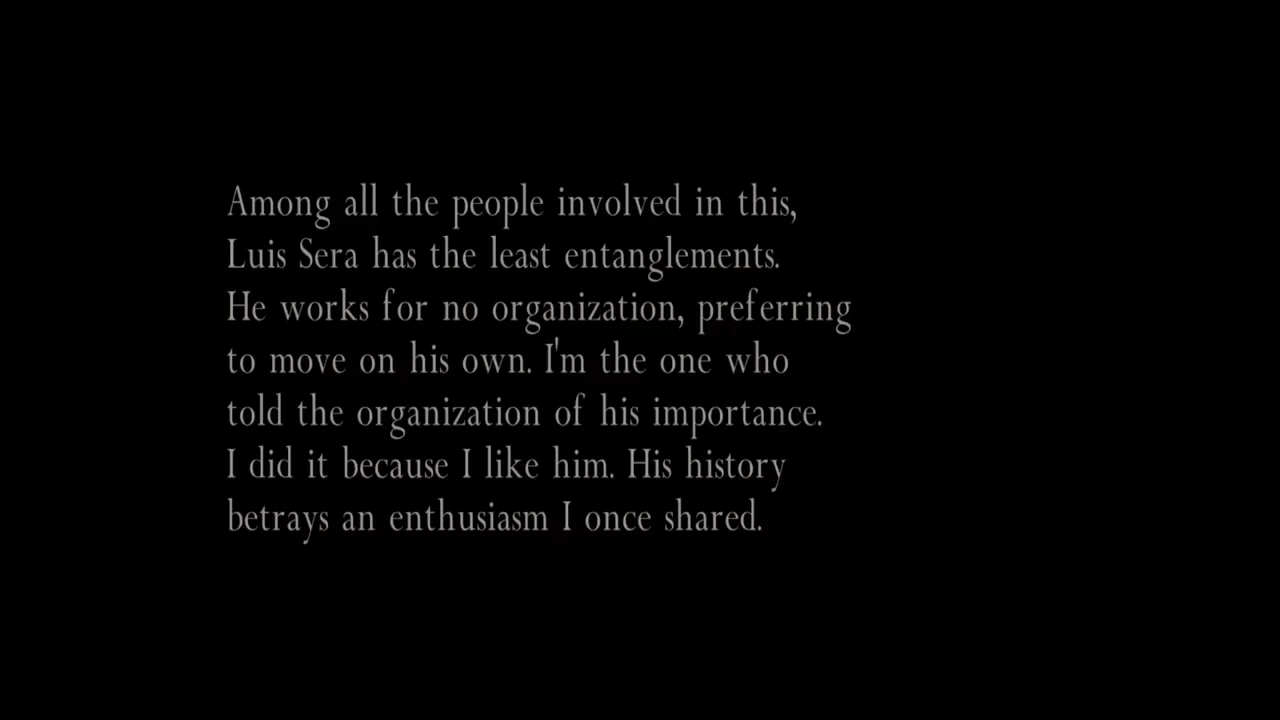 Among all the people involved in this,
Luis Sera has the least entanglements.
He works for no organization, preferring
to move on his own. I'm the one who
told the organization of his importance.
I did it because I like him. His history
betrays an enthusiasm I once shared.